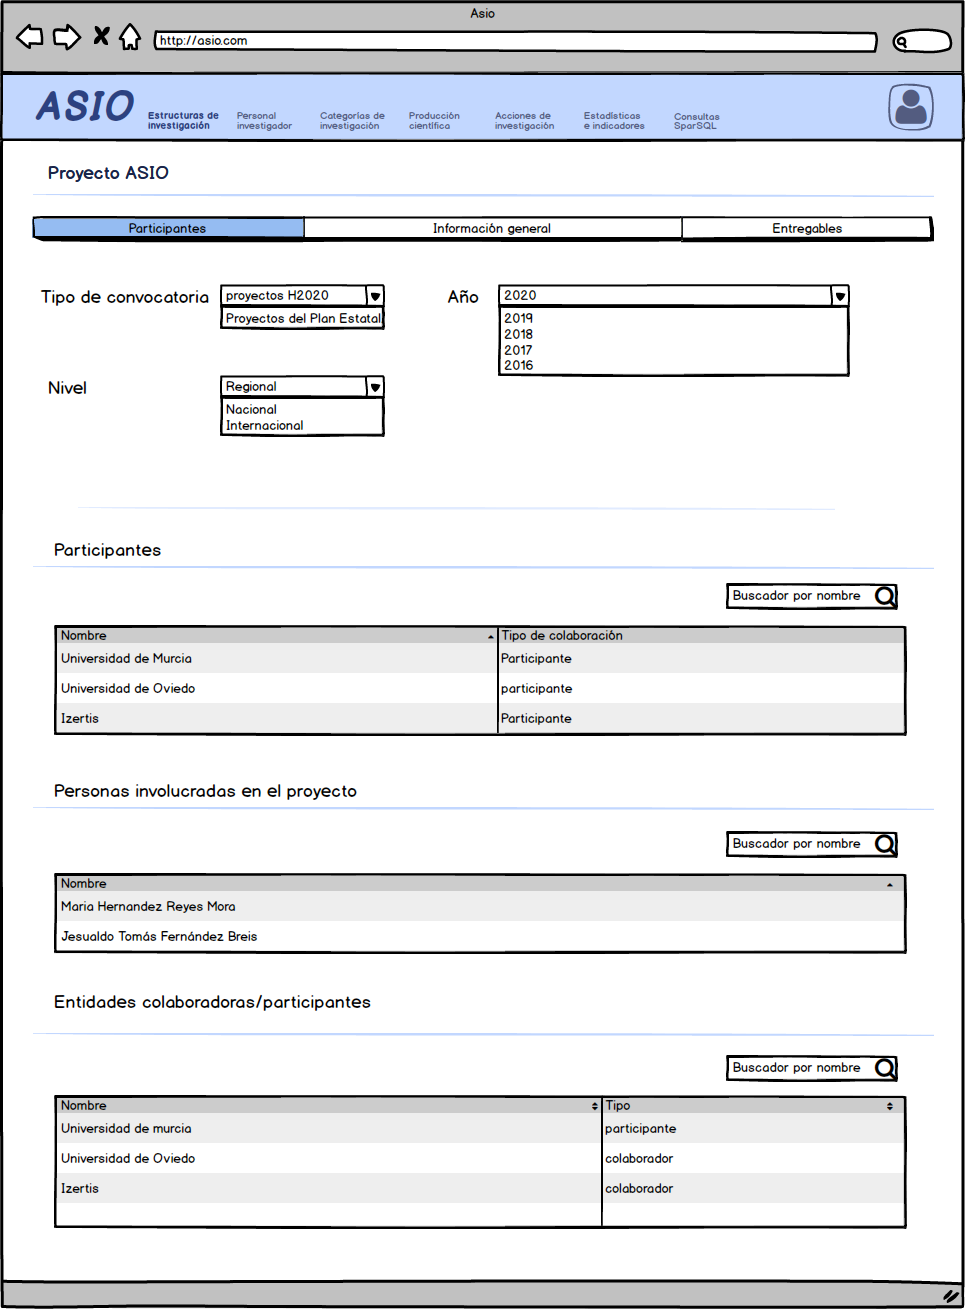 Asio
http://asio.com
ASIO
Estructuras de
investigación
Personal
investigador
Categorías de
investigación
Producción
científica
Acciones de
investigación
Estadísticas
e indicadores
Consultas
SparSQL
Proyecto ASIO
Participantes
Información general
Entregables
Tipo de convocatoria
proyectos H2020
Proyectos del Plan Estatal
Año
2020
2019
2018
2017
2016
Nivel
Regional
Nacional
Internacional
Participantes
Buscador por nombre
Nombre
Tipo de colaboración
Universidad de Murcia
Participante
Universidad de Oviedo
participante
Izertis
Participante
Personas involucradas en el proyecto
Buscador por nombre
Nombre
Maria Hernandez Reyes Mora
Jesualdo Tomás Fernández Breis
Entidades colaboradoras/participantes
Buscador por nombre
Nombre
Tipo
Universidad de murcia
participante
Universidad de Oviedo
colaborador
Izertis
colaborador